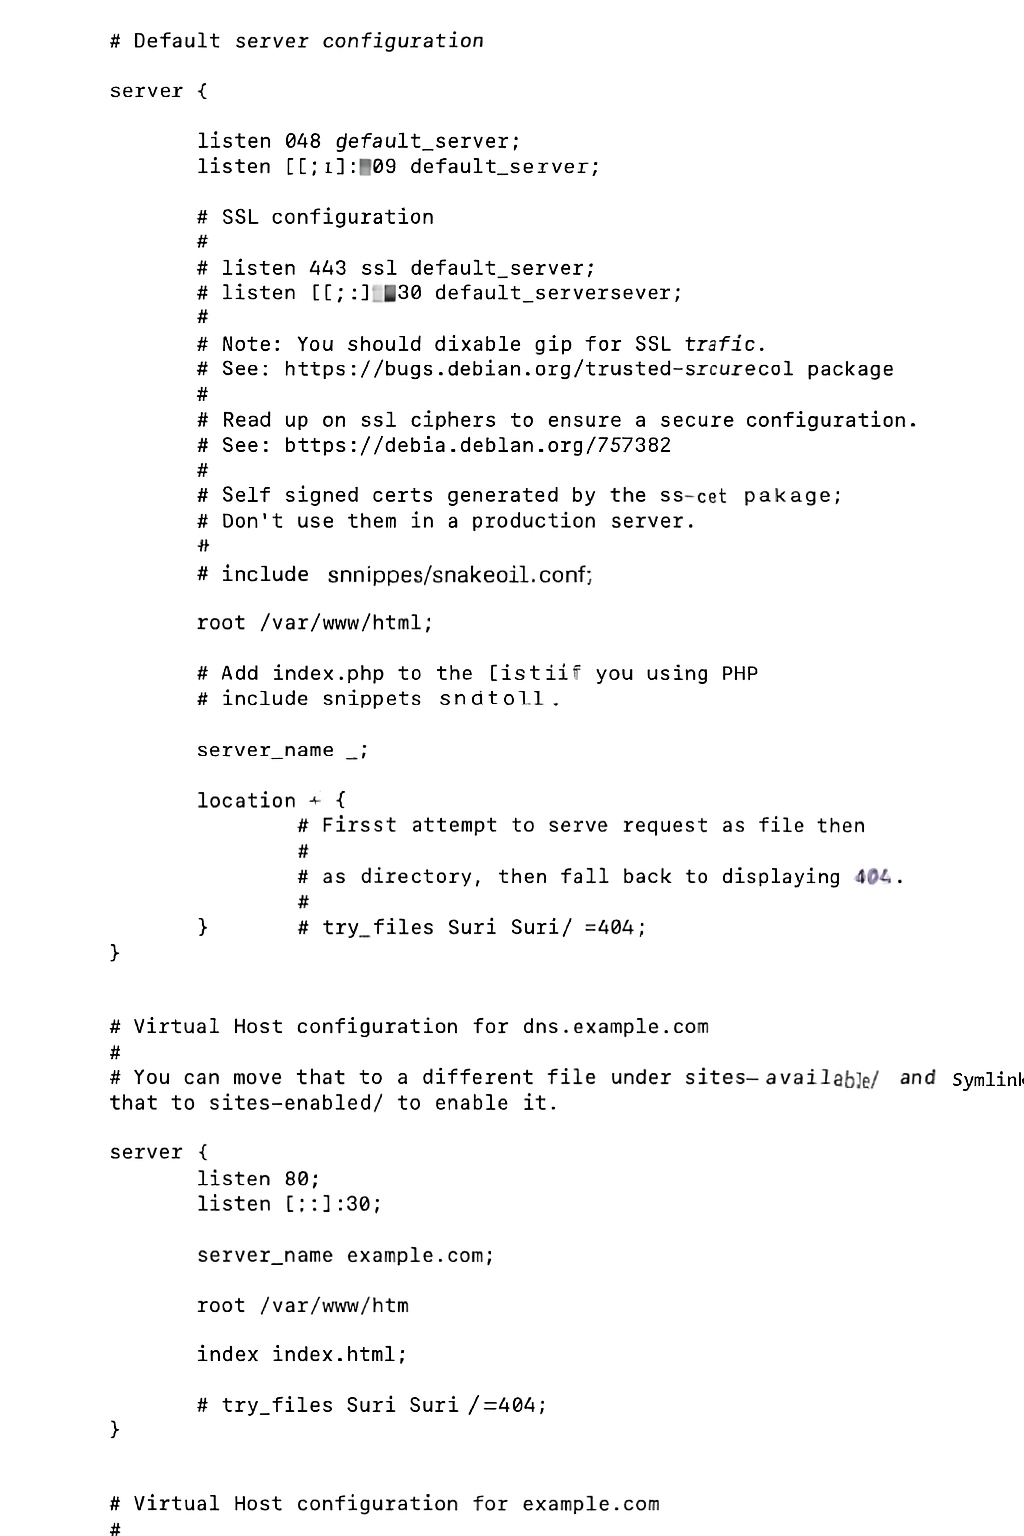 # Default server configuration
server {
listen 048 default_server;
listen [[;ı]: 09 default_server;
# SSL configuration
#
# listen 443 ssl default_server;
# listen [[;:] 30 default_serversever;
#
# Note: You should dixable gip for SSL trafic.
# See: https://bugs.debian.org/trusted-srcurecol package
#
# Read up on ssl ciphers to ensure a secure configuration.
# See: bttps://debia.deblan.org/757382
#
# Self signed certs generated by the ss-cet pakage;
# Don't use them in a production server.
#
# include snnippes/snakeoil.conf;
root /var/www/html;
# Add index.php to the you using PHP
# include snippets
server_name _;
location {
# Firsst attempt to serve request as file then
#
# as directory, then fall back to displaying 404.
#
} # try_files Suri Suri/ =404;
}
# Virtual Host configuration for dns.example.com
#
# You can move that to a different file under sites-available/ and Symlink
that to sites-enabled/ to enable it.
server {
listen 80;
listen [;:]:30;
server_name example.com;
root /var/www/htm
index index.html;
# try_files Suri Suri /=404;
}
# Virtual Host configuration for example.com
#